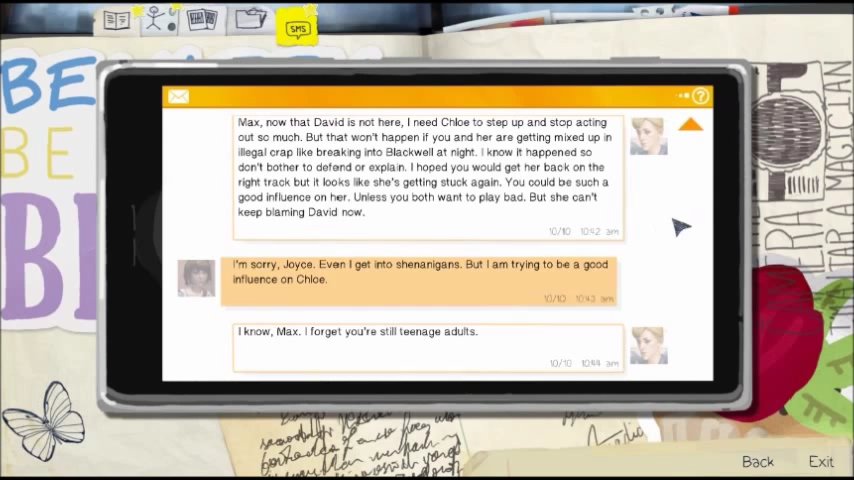 SMS
BE
BE
B
Max, now that David is not here, I need Chloe to step up and stop acting
out so much. But that won't happen if you and her are getting mixed up in
illegal crap like breaking into Blackwell at night. I know it happened so
don't bother to defend or explain. I hoped you would get her back on the
right track but it looks like she's getting stuck again. You could be such a
good influence on her. Unless you both want to play bad. But she can't
keep blaming David now.
10/10 10:42 am
I'm sorry, Joyce. Even I get into shenanigans. But I am trying to be a good
influence on Chloe.
10/10 10:43 am
I know, Max. I forget you're still teenage adults.
10/10 10:44 am
MAGICIAN
Back Exit